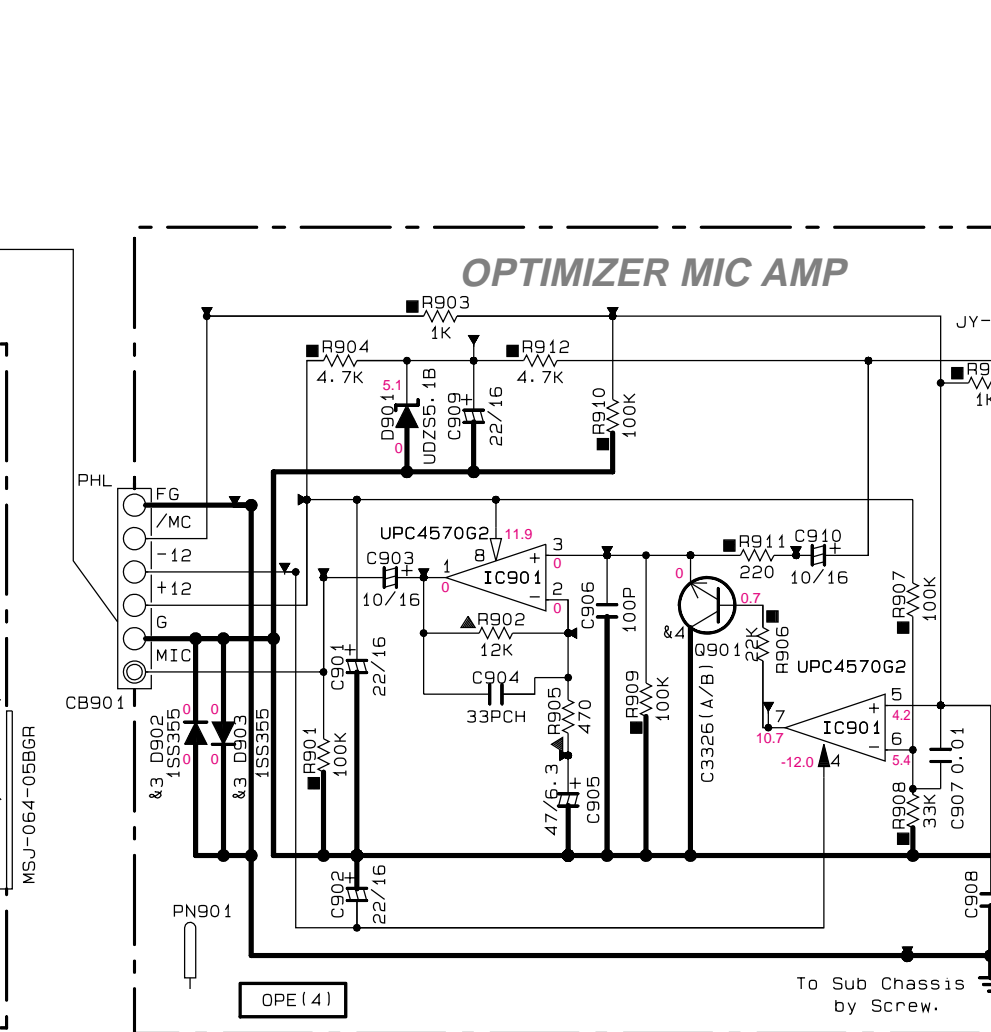 OPTIMIZER MIC AMP
R903
1K
JY-
R904
4.7K
R912
4.7K
R9
1K
5.1
D901
0
UDZS5.1B
C909
+
22/16
R910
100K
PHL
FG
/MC
-12
+12
G
MIC
CB901
UPC4570G2
11.9
8
3
+
0
IC901
1
0
2
−
0
C903
+
10/16
R911
220
C910
+
10/16
C906
100P
0
0.7
&4
Q901
C3326(A/B)
22K
R906
R907
100K
R902
12K
C904
33PCH
C901
+
22/16
R909
100K
R905
470
UPC4570G2
5
+
4.2
IC901
7
10.7
6
−
5.4
-12.0
4
0
0
0
0
&3 D902
1SS355
&3 D903
1SS355
R901
100K
47/6.3
+
C905
R908
33K
C907 0.01
MSJ-064-05BGR
C902
+
22/16
C908
PN901
OPE(4)
To Sub Chassis
by Screw.